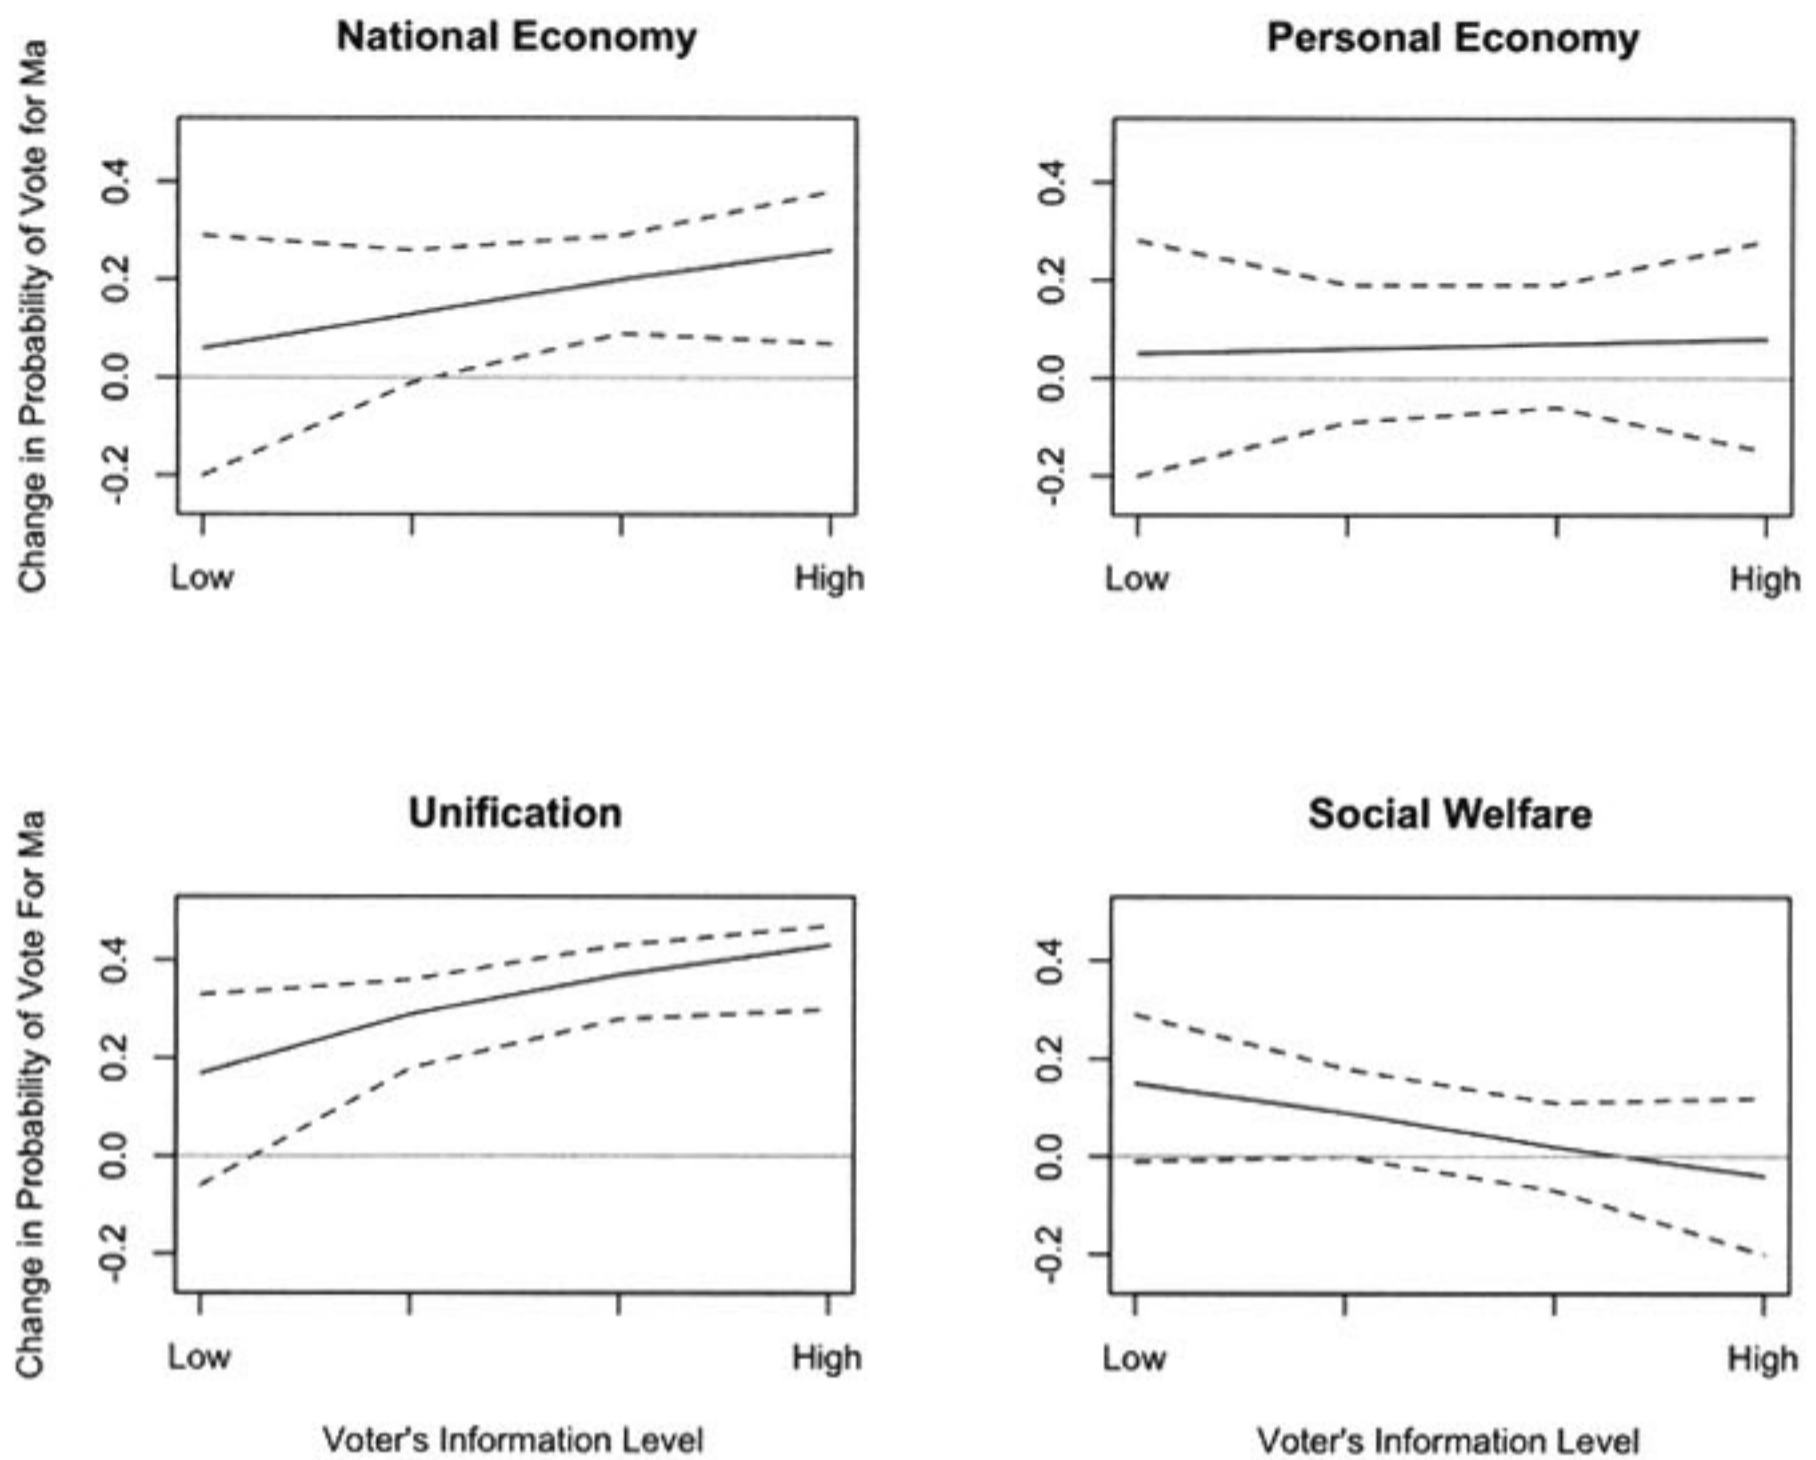 National Economy
Change in Probability of Vote for Ma
0.4
0.2
0.0
-0.2
Low High
Personal Economy
0.4
0.2
0.0
-0.2
Low High
Unification
Change in Probability of Vote For Ma
0.4
0.2
0.0
-0.2
Low High
Voter's Information Level
Social Welfare
0.4
0.2
0.0
-0.2
Low High
Voter's Information Level